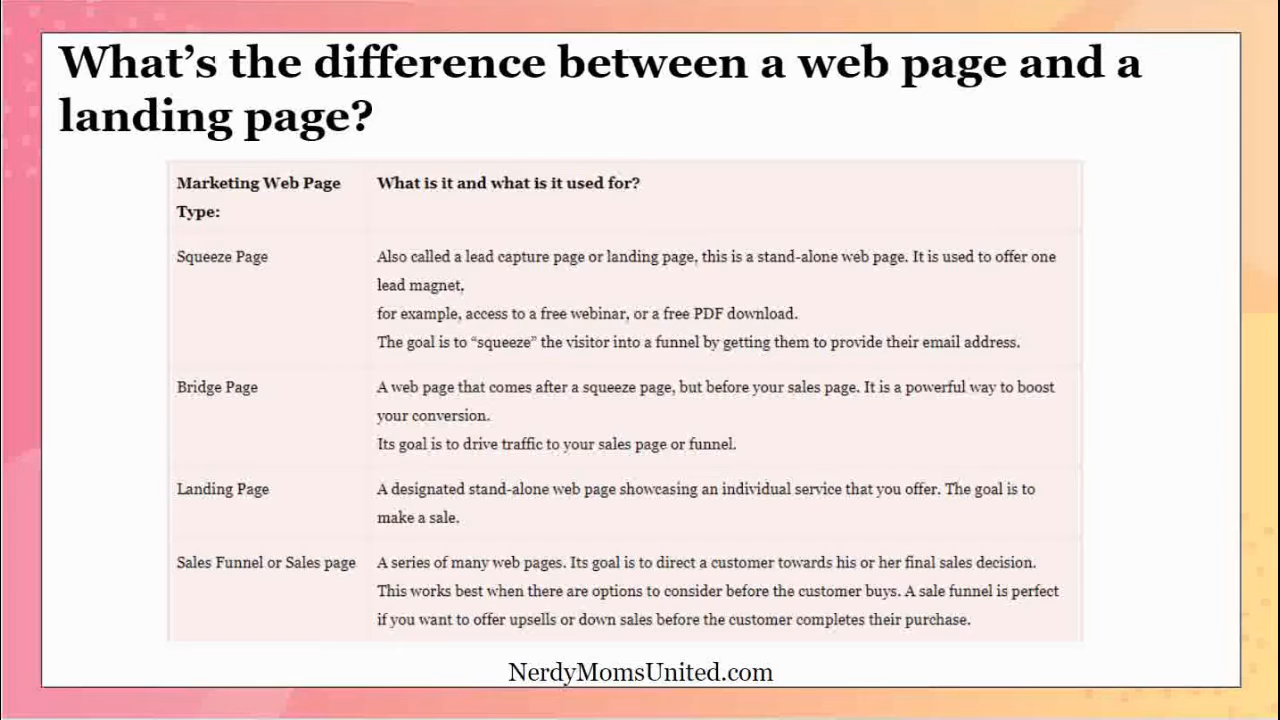 What’s the difference between a web page and a
landing page?
Marketing Web Page What is it and what is it used for?
Type:
Squeeze Page Also called a lead capture page or landing page, this is a stand-alone web page. It is used to offer one
lead magnet,
for example, access to a free webinar, or a free PDF download.
The goal is to “squeeze” the visitor into a funnel by getting them to provide their email address.
Bridge Page A web page that comes after a squeeze page, but before your sales page. It is a powerful way to boost
your conversion.
Its goal is to drive traffic to your sales page or funnel.
Landing Page A designated stand-alone web page showcasing an individual service that you offer. The goal is to
make a sale.
Sales Funnel or Sales page A series of many web pages. Its goal is to direct a customer towards his or her final sales decision.
This works best when there are options to consider before the customer buys. A sale funnel is perfect
if you want to offer upsells or down sales before the customer completes their purchase.
NerdyMomsUnited.com